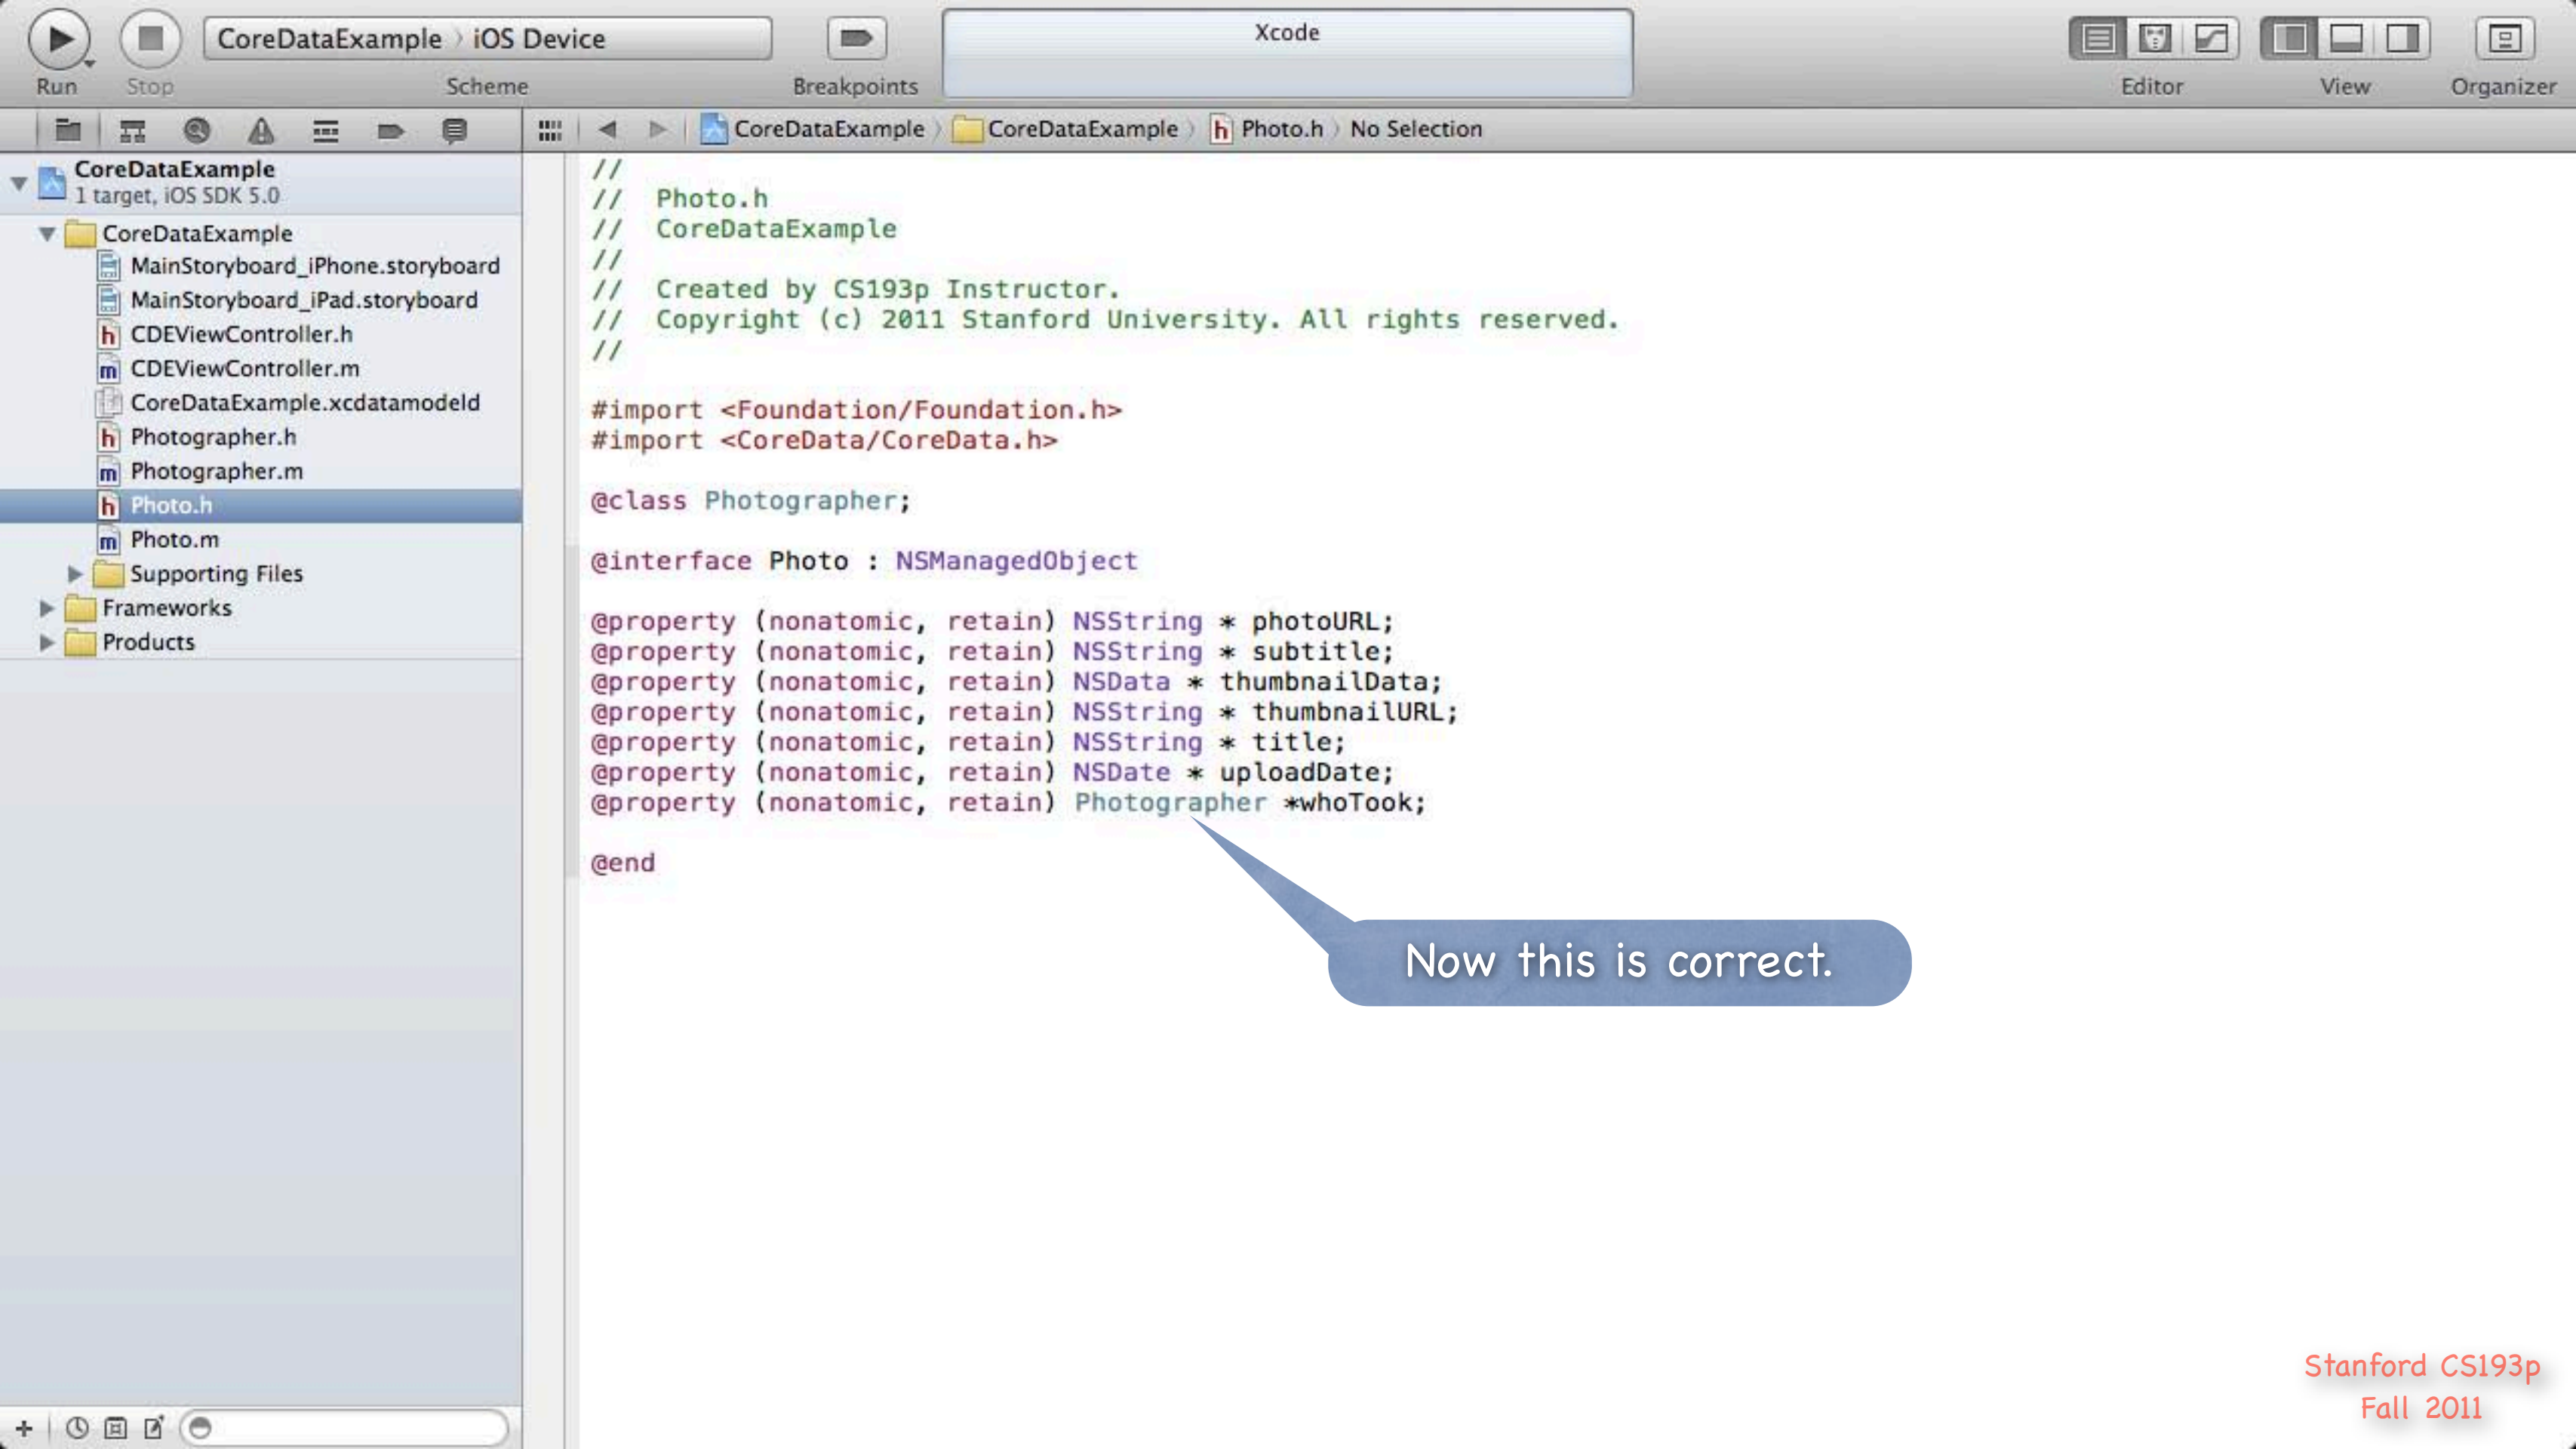 CoreDataExample › iOS Device
Xcode
Run
Stop
Scheme
Breakpoints
Editor
View
Organizer
CoreDataExample › CoreDataExample › h Photo.h › No Selection
CoreDataExample
1 target, iOS SDK 5.0
CoreDataExample
MainStoryboard_iPhone.storyboard
MainStoryboard_iPad.storyboard
h CDEViewController.h
m CDEViewController.m
CoreDataExample.xcdatamodeld
h Photographer.h
m Photographer.m
h Photo.h
m Photo.m
Supporting Files
Frameworks
Products
//
// Photo.h
// CoreDataExample
//
// Created by CS193p Instructor.
// Copyright (c) 2011 Stanford University. All rights reserved.
//
#import <Foundation/Foundation.h>
#import <CoreData/CoreData.h>
@class Photographer;
@interface Photo : NSManagedObject
@property (nonatomic, retain) NSString * photoURL;
@property (nonatomic, retain) NSString * subtitle;
@property (nonatomic, retain) NSData * thumbnailData;
@property (nonatomic, retain) NSString * thumbnailURL;
@property (nonatomic, retain) NSString * title;
@property (nonatomic, retain) NSDate * uploadDate;
@property (nonatomic, retain) Photographer *whoTook;
@end
Now this is correct.
Stanford CS193p
Fall 2011